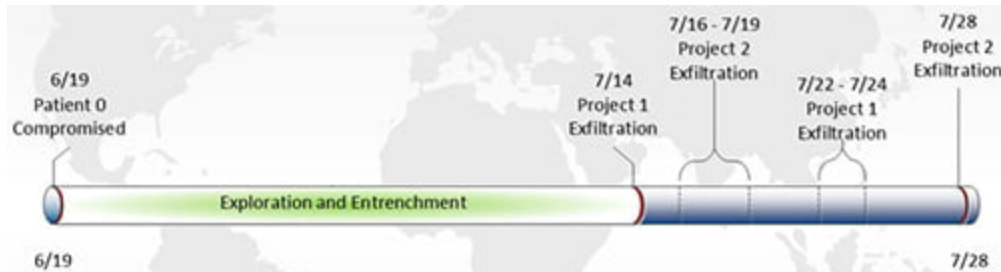 6/19
Patient 0
Compromised
7/14
Project 1
Exfiltration
7/16 - 7/19
Project 2
Exfiltration
7/22 - 7/24
Project 1
Exfiltration
7/28
Project 2
Exfiltration
Exploration and Entrenchment
6/19
7/28